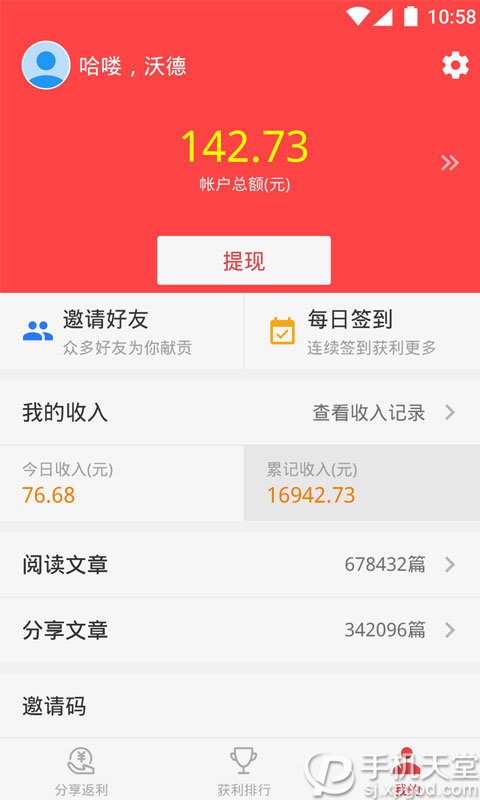 10:58
哈喽，沃德
142.73
帐户总额(元)
提现
邀请好友
众多好友为你献贡
每日签到
连续签到获利更多
我的收入
查看收入记录
今日收入(元)
76.68
累记收入(元)
16942.73
阅读文章
678432篇
分享文章
342096篇
邀请码
分享返利
获利排行
我的
手机天堂
sj.xzgod.com